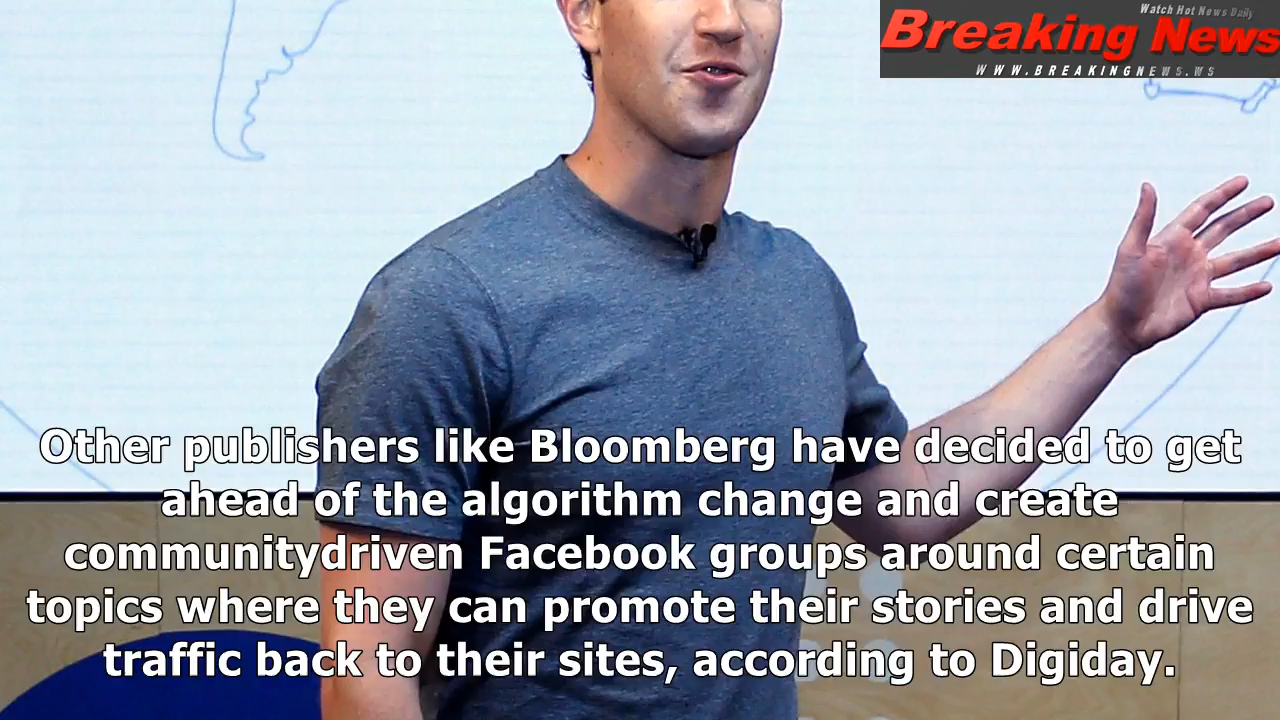 Watch Hot News Daily
Breaking News
WWW.BREAKINGNEWS.WS
Other publishers like Bloomberg have decided to get
ahead of the algorithm change and create
communitydriven Facebook groups around certain
topics where they can promote their stories and drive
traffic back to their sites, according to Digiday.